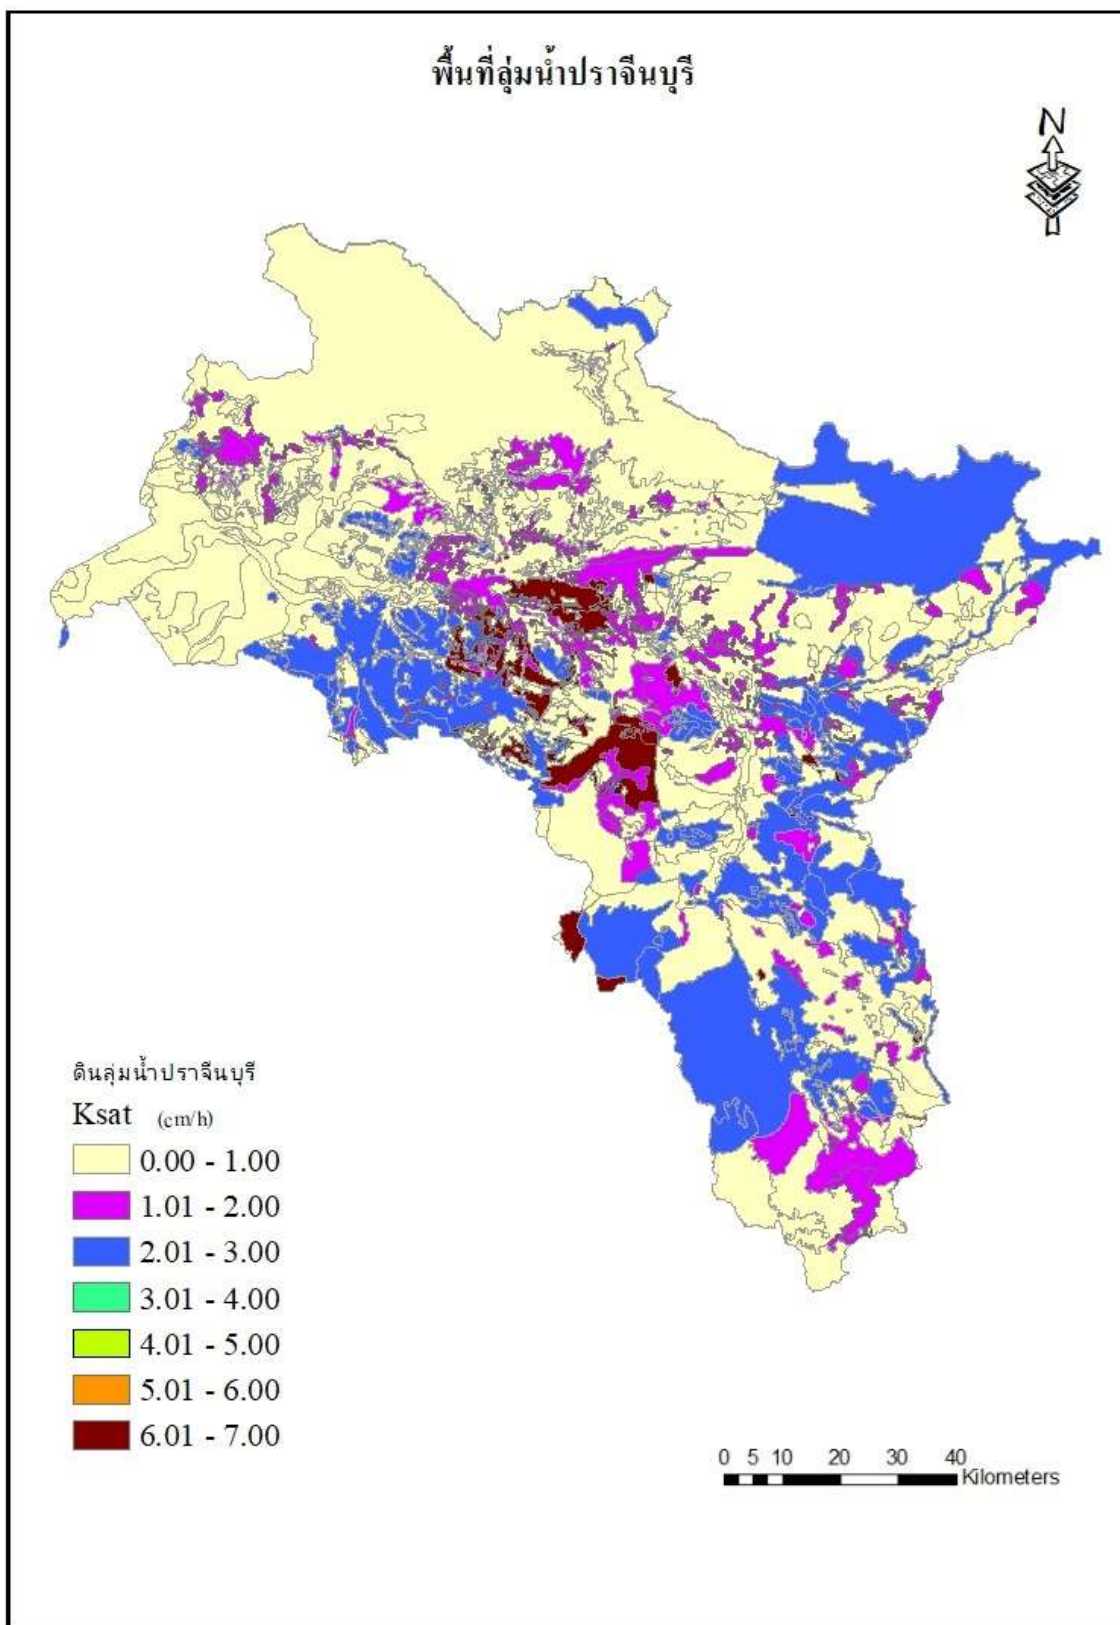 พื้นที่ลุ่มน้ำปราจีนบุรี
N
ดินลุ่มน้ำปราจีนบุรี
Ksat (cm/h)
0.00 - 1.00
1.01 - 2.00
2.01 - 3.00
3.01 - 4.00
4.01 - 5.00
5.01 - 6.00
6.01 - 7.00
0 5 10 20 30 40
Kilometers